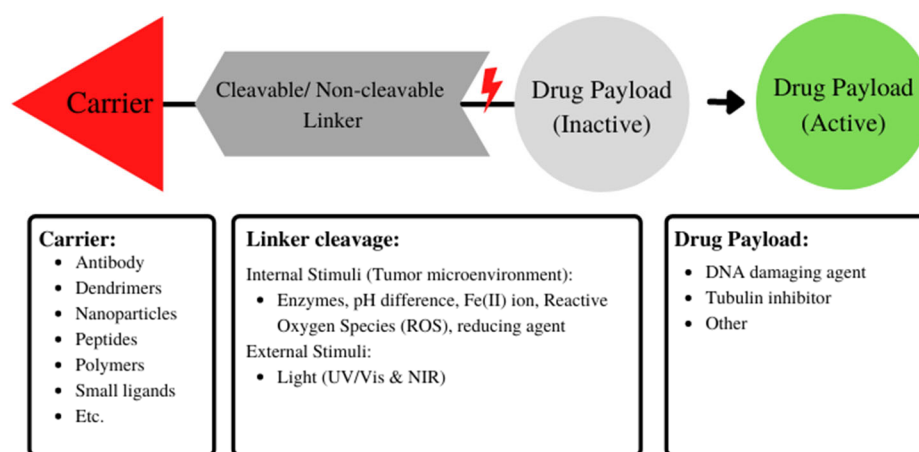 Carrier
Cleavable/ Non-cleavable
Linker
Drug Payload
(Inactive)
Drug Payload
(Active)
Carrier:
• Antibody
• Dendrimers
• Nanoparticles
• Peptides
• Polymers
• Small ligands
• Etc.
Linker cleavage:
Internal Stimuli (Tumor microenvironment):
• Enzymes, pH difference, Fe(II) ion, Reactive
Oxygen Species (ROS), reducing agent
External Stimuli:
• Light (UV/Vis & NIR)
Drug Payload:
• DNA damaging agent
• Tubulin inhibitor
• Other